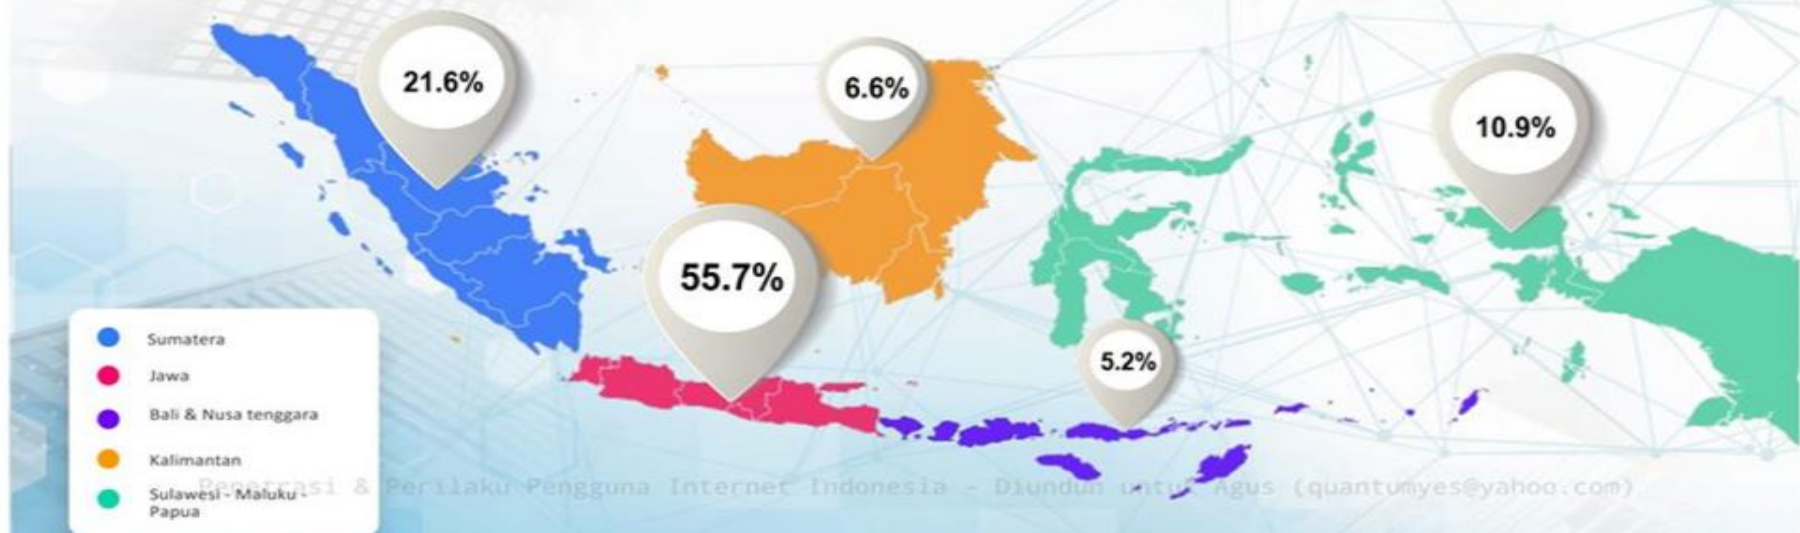 21.6%
6.6%
10.9%
55.7%
5.2%
Sumatera
Jawa
Bali & Nusa tenggara
Kalimantan
Sulawesi - Maluku -
Papua
Penetrasi & Perilaku Pengguna Internet Indonesia - Diunduh untuk Agus (quantumyes@yahoo.com)